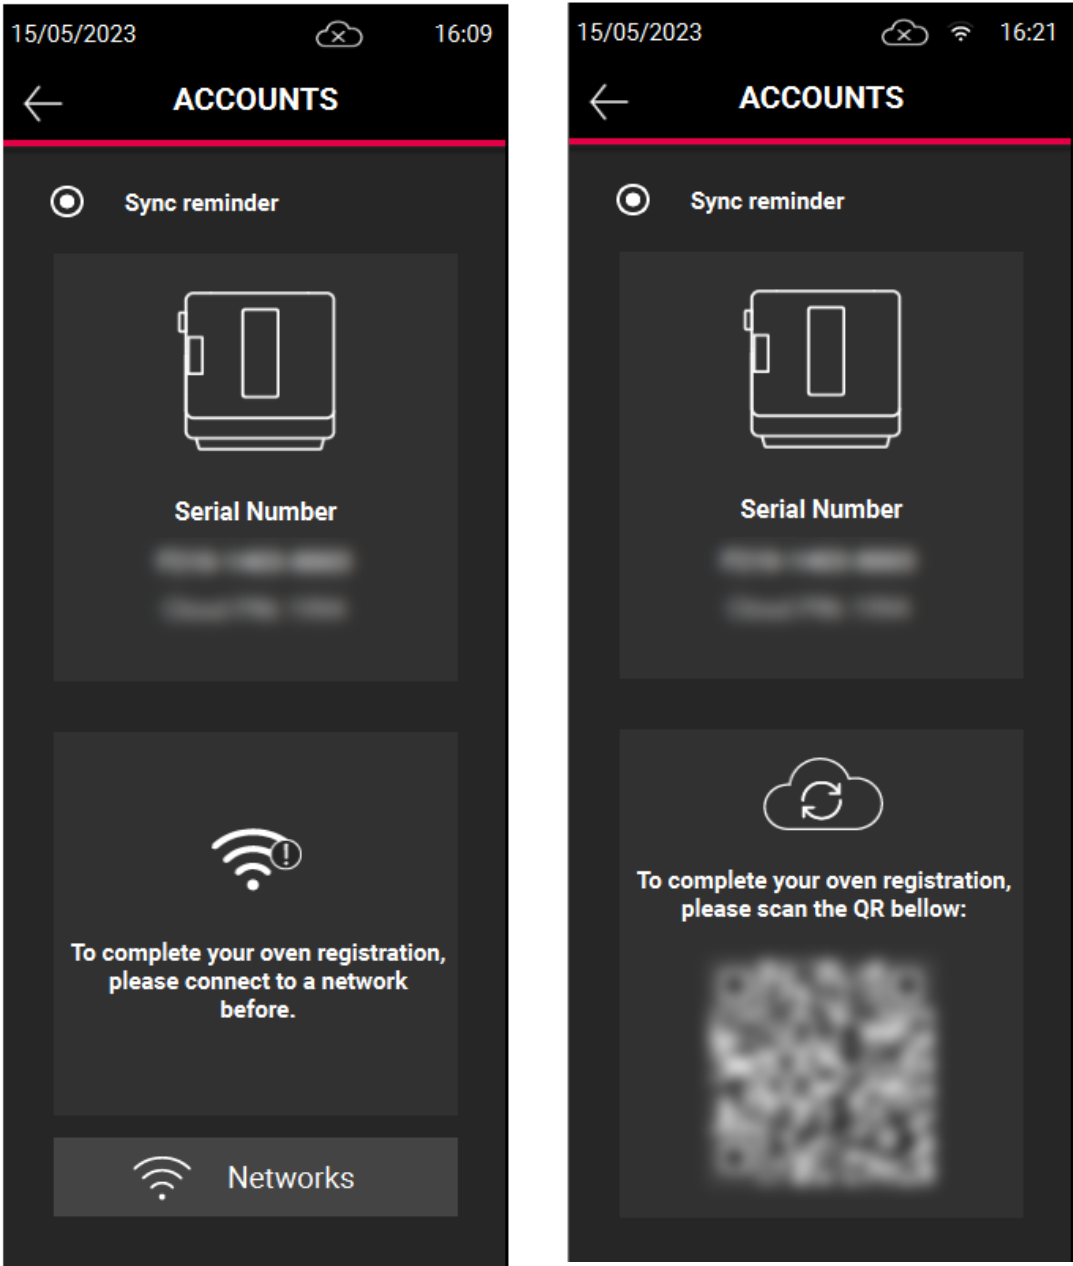 15/05/2023 16:09
ACCOUNTS
Sync reminder
Serial Number
To complete your oven registration,
please connect to a network
before.
Networks
15/05/2023 16:21
ACCOUNTS
Sync reminder
Serial Number
To complete your oven registration,
please scan the QR bellow: